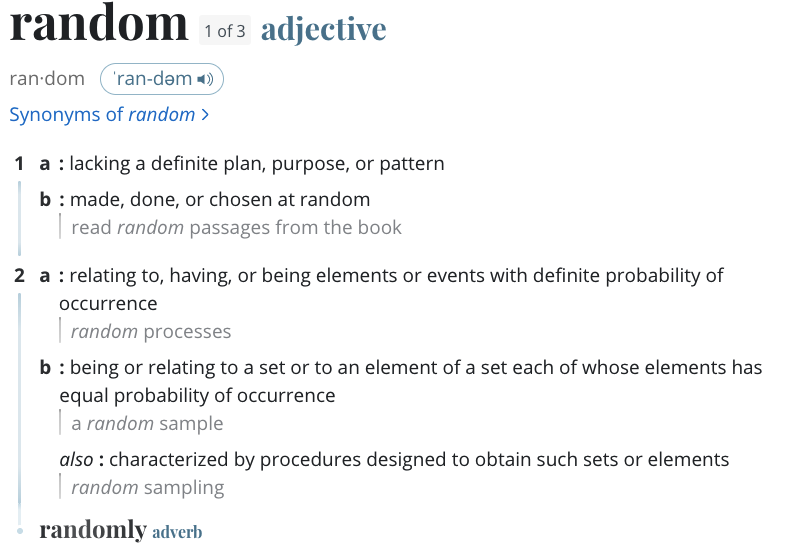 random 1 of 3 adjective
ran·dom ˈran-dəm
Synonyms of random
1 a : lacking a definite plan, purpose, or pattern
b : made, done, or chosen at random
read random passages from the book
2 a : relating to, having, or being elements or events with definite probability of
occurrence
random processes
b : being or relating to a set or to an element of a set each of whose elements has
equal probability of occurrence
a random sample
also : characterized by procedures designed to obtain such sets or elements
random sampling
randomly adverb